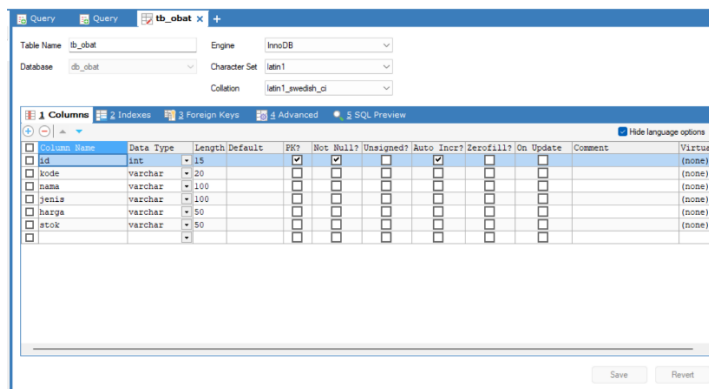 Query Query tb_obat x +
Table Name tb_obat Engine InnoDB
Database db_obat Character Set latin1
Collation latin1_swedish_ci
1 Columns 2 Indexes 3 Foreign Keys 4 Advanced 5 SQL Preview
Hide language options
Column Name Data Type Length Default PK? Not Null? Unsigned? Auto Incr? Zerofill? On Update Comment Virtua
id int 15 (none)
kode varchar 20 (none)
nama varchar 100 (none)
jenis varchar 100 (none)
harga varchar 50 (none)
stok varchar 50 (none)
Save Revert